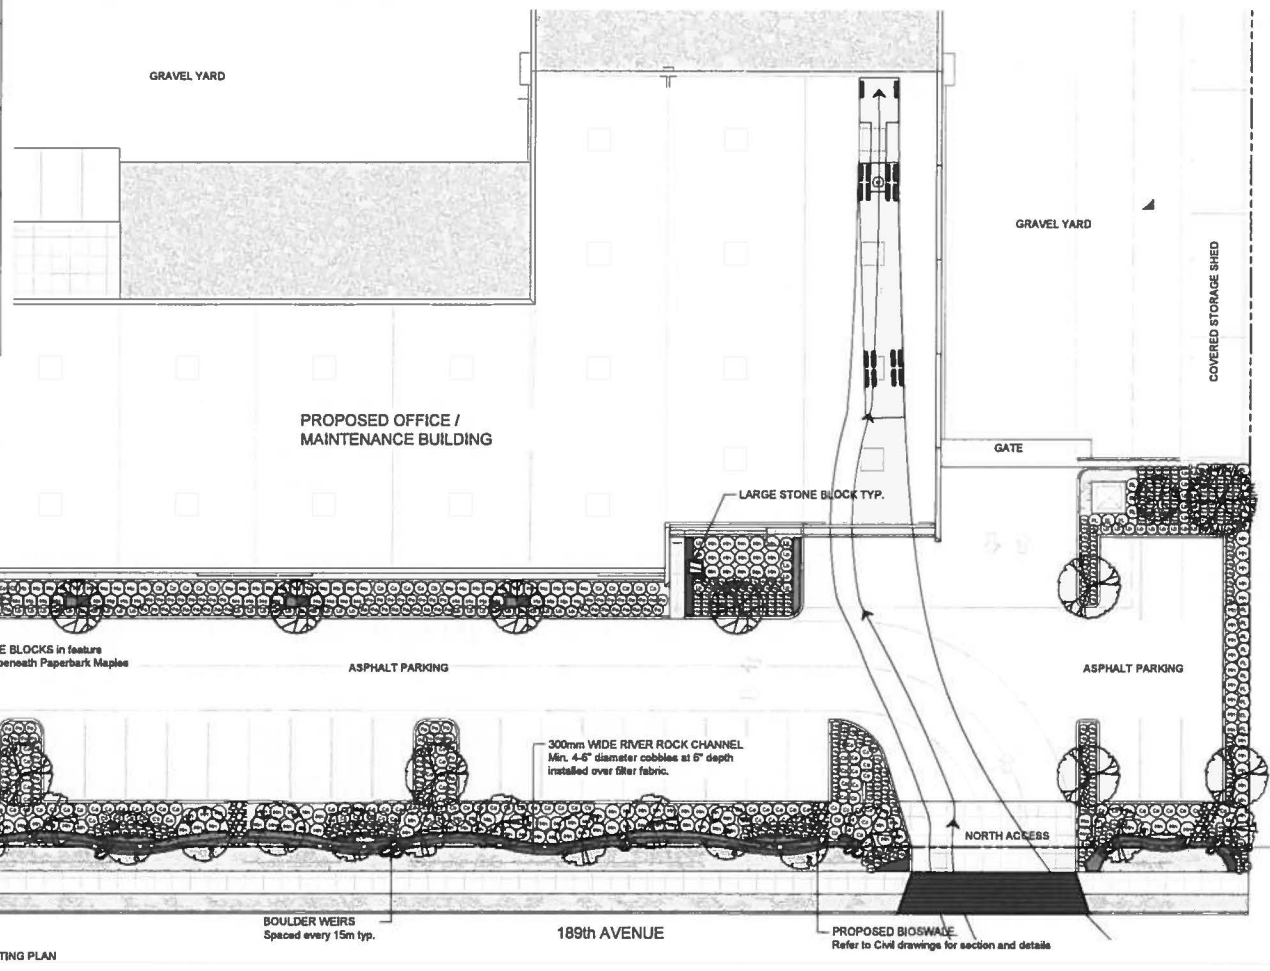 GRAVEL YARD
GRAVEL YARD
COVERED STORAGE SHED
PROPOSED OFFICE /
MAINTENANCE BUILDING
GATE
LARGE STONE BLOCK TYP.
E BLOCKS in feature
beneath Paperbark Maples
ASPHALT PARKING
ASPHALT PARKING
300mm WIDE RIVER ROCK CHANNEL
Min. 4-6" diameter cobbles at 6" depth
installed over filter fabric.
NORTH ACCESS
BOULDER WEIRS
Spaced every 15m typ.
189th AVENUE
PROPOSED BIOSWALE
Refer to Civil drawings for section and details
TING PLAN